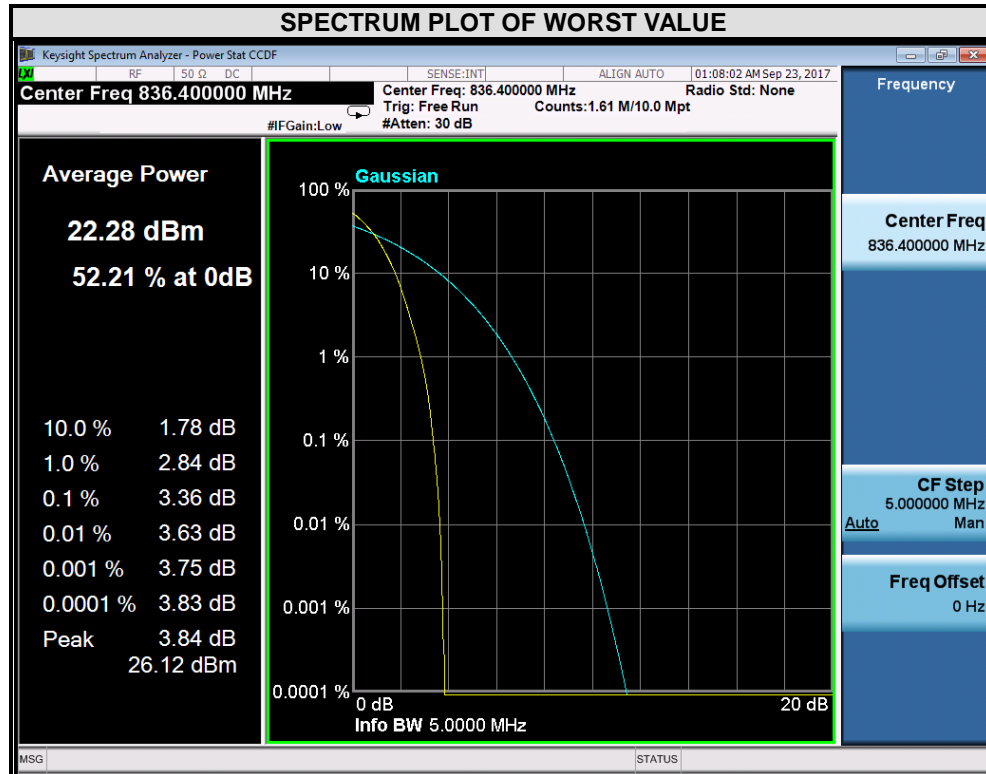 SPECTRUM PLOT OF WORST VALUE
Keysight Spectrum Analyzer - Power Stat CCDF
LXI RF 50 Ω DC SENSE:INT ALIGN AUTO 01:08:02 AM Sep 23, 2017
Center Freq 836.400000 MHz
Center Freq: 836.400000 MHz Radio Std: None
Trig: Free Run Counts:1.61 M/10.0 Mpt
#IFGain:Low #Atten: 30 dB
Frequency
Average Power
22.28 dBm
52.21 % at 0dB
10.0 % 1.78 dB
1.0 % 2.84 dB
0.1 % 3.36 dB
0.01 % 3.63 dB
0.001 % 3.75 dB
0.0001 % 3.83 dB
Peak 3.84 dB
26.12 dBm
Gaussian
100 %
10 %
1 %
0.1 %
0.01 %
0.001 %
0.0001 %
0 dB 20 dB
Info BW 5.0000 MHz
Center Freq
836.400000 MHz
CF Step
5.000000 MHz
Auto Man
Freq Offset
0 Hz
MSG STATUS